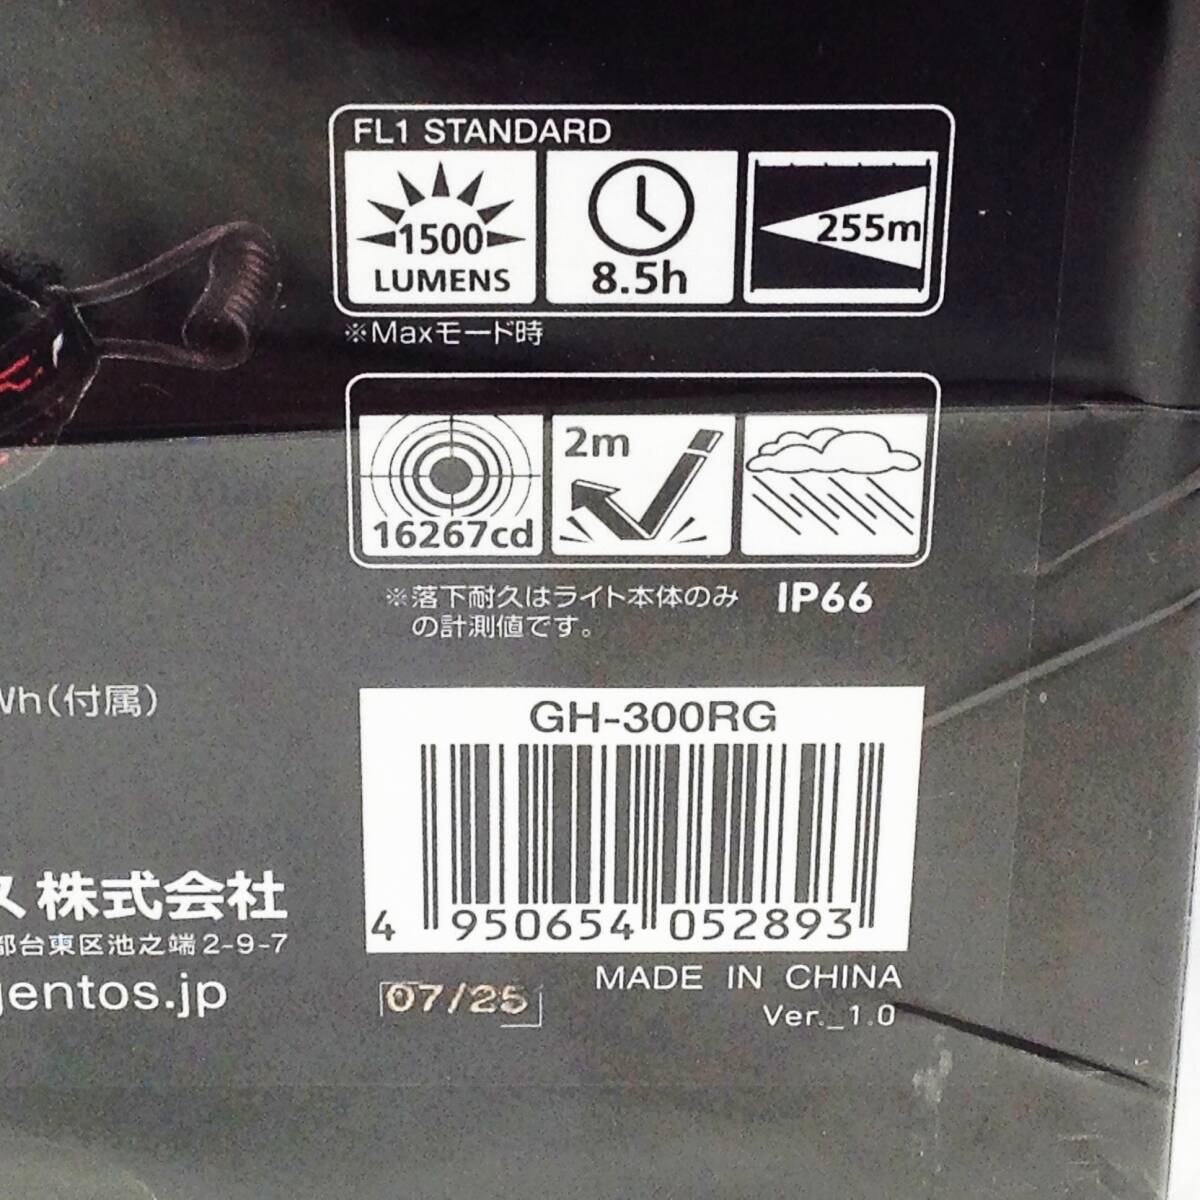 FL1 STANDARD
1500
LUMENS
8.5h
255m
※Maxモード時
16267cd
2m
※落下耐久はライト本体のみ
の計測値です。
IP66
Wh(付属)
GH-300RG
4 950654 052893
ス 株式会社
都台東区池之端2-9-7
gentos.jp
07/25
MADE IN CHINA
Ver._1.0